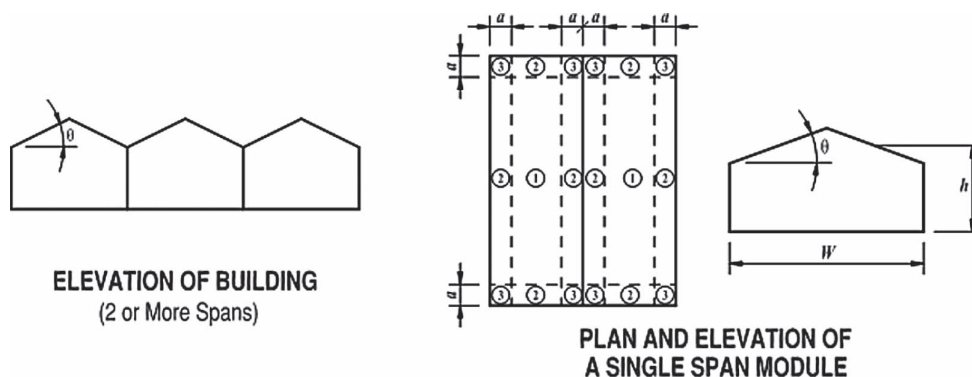 a a a a
a
3 2 3 3 2 3
θ
2 1 2 2 1 2
θ
h
W
a
3 2 3 3 2 3
ELEVATION OF BUILDING
(2 or More Spans)
PLAN AND ELEVATION OF
A SINGLE SPAN MODULE